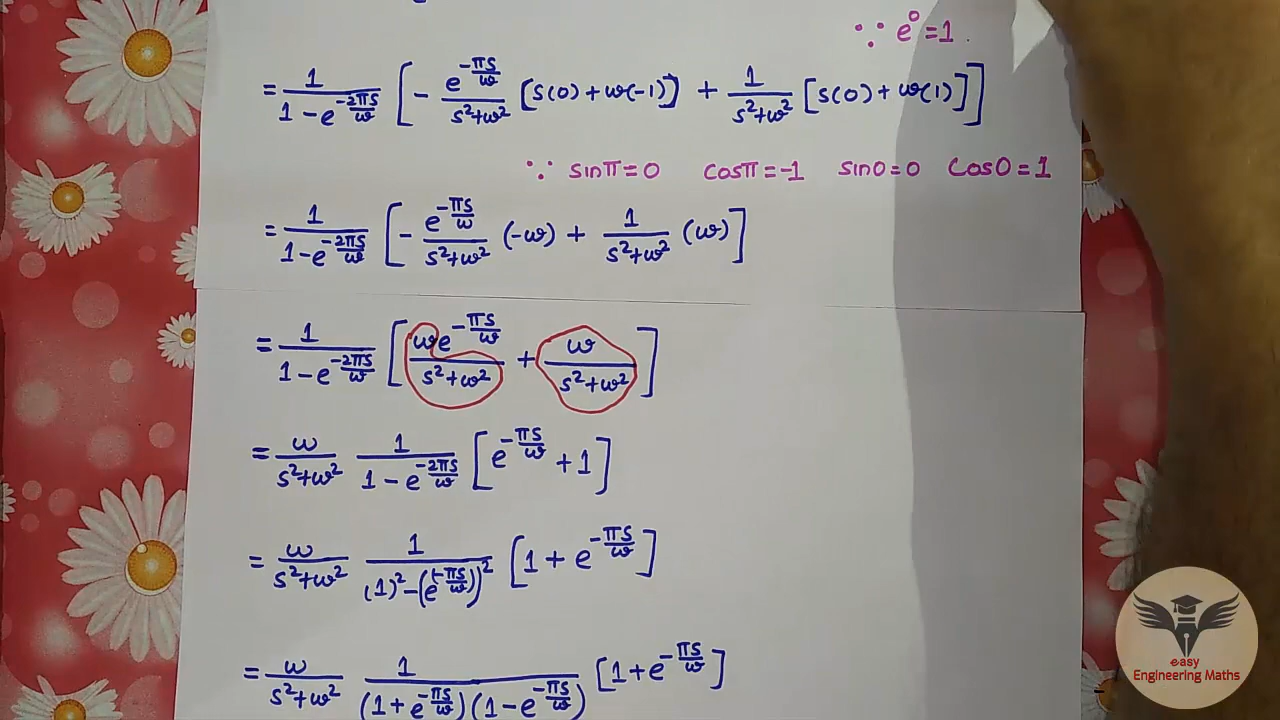 ∵ e⁰ = 1.
= 1/(1 - e^(-2πs/ω)) [ - e^(-πs/ω)/(s²+ω²) [s(0) + ω(-1)] + 1/(s²+ω²) [s(0) + ω(1)] ]
∵ sinπ = 0 cosπ = -1 sin0 = 0 Cos0 = 1
= 1/(1 - e^(-2πs/ω)) [ - e^(-πs/ω)/(s²+ω²) (-ω) + 1/(s²+ω²) (ω) ]
= 1/(1 - e^(-2πs/ω)) [ ωe^(-πs/ω)/(s²+ω²) + ω/(s²+ω²) ]
= ω/(s²+ω²) 1/(1 - e^(-2πs/ω)) [ e^(-πs/ω) + 1 ]
= ω/(s²+ω²) 1/((1)² - (e^(-πs/ω))²) [ 1 + e^(-πs/ω) ]
= ω/(s²+ω²) 1/((1 + e^(-πs/ω))(1 - e^(-πs/ω))) [ 1 + e^(-πs/ω) ]
easy
Engineering Maths